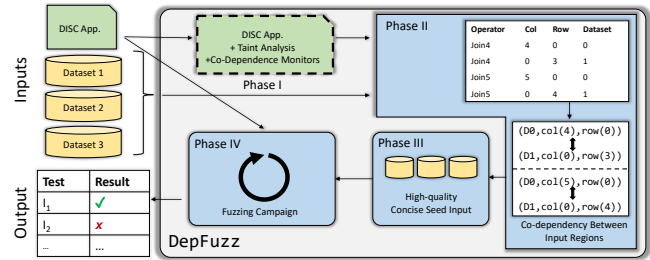 Inputs
DISC App.
Dataset 1
Dataset 2
Dataset 3
DISC App.
+ Taint Analysis
+Co-Dependence Monitors
Phase I
Phase II
Operator Col Row Dataset
Join4 4 0 0
Join4 0 3 1
Join5 5 0 0
Join5 0 4 1
(D0,col(4),row(0))
(D1,col(0),row(3))
(D0,col(5),row(0))
(D1,col(0),row(4))
Co-dependency Between
Input Regions
Phase III
High-quality
Concise Seed Input
Phase IV
Fuzzing Campaign
DepFuzz
Output
Test Result
I1 ✓
I2 x
... ...